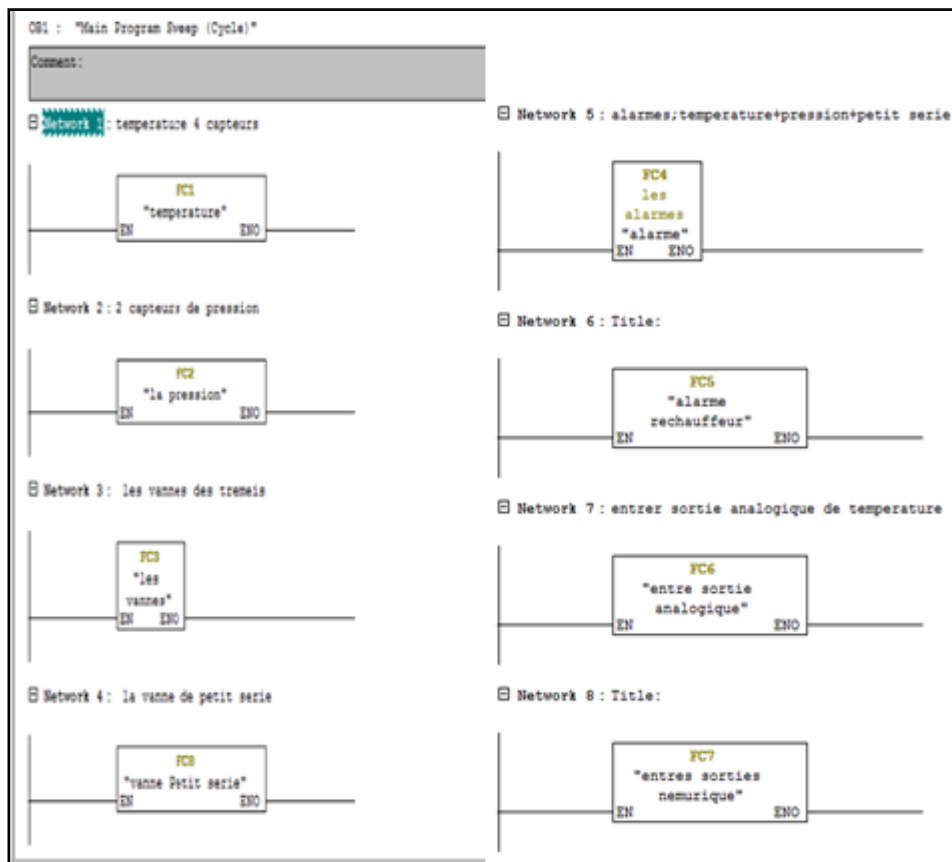 OB1 : "Main Program Sweep (Cycle)"
Comment:
Network 1: temperature 4 capteurs
FC1
"temperature"
EN ENO
Network 2: 2 capteurs de pression
FC2
"la pression"
EN ENO
Network 3: les vannes des tremeis
FC3
"les
vannes"
EN ENO
Network 4: la vanne de petit serie
FC8
"vanne Petit serie"
EN ENO
Network 5 : alarmes;temperature+pression+petit serie
FC4
les
alarmes
"alarme"
EN ENO
Network 6 : Title:
FC5
"alarme
rechauffeur"
EN ENO
Network 7 : entrer sortie analogique de temperature
FC6
"entre sortie
analogique"
EN ENO
Network 8 : Title:
FC7
"entres sorties
nemurique"
EN ENO